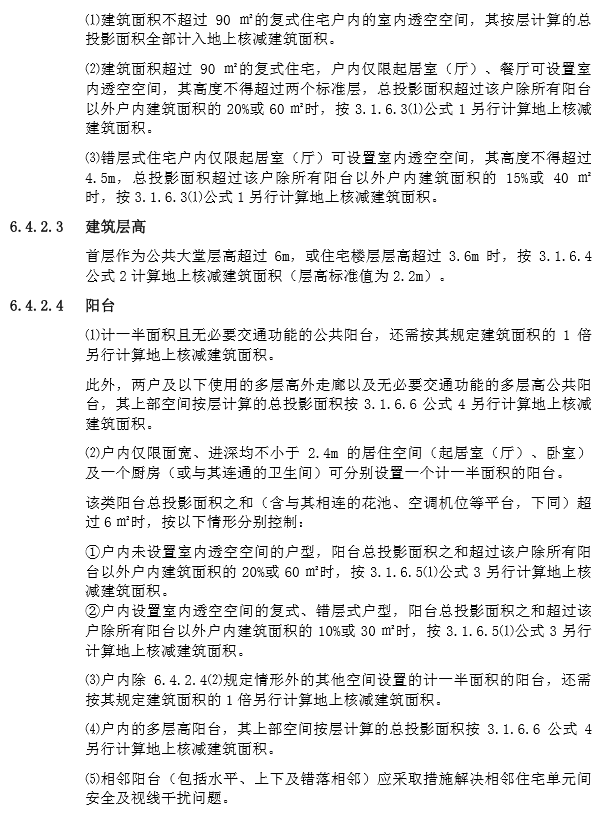 ⑴建筑面积不超过 90 ㎡的复式住宅户内的室内透空空间，其按层计算的总
投影面积全部计入地上核减建筑面积。
⑵建筑面积超过 90 ㎡的复式住宅，户内仅限起居室（厅）、餐厅可设置室
内透空空间，其高度不得超过两个标准层，总投影面积超过该户除所有阳台
以外户内建筑面积的 20%或 60 ㎡时，按 3.1.6.3⑴公式 1 另行计算地上核减
建筑面积。
⑶错层式住宅户内仅限起居室（厅）可设置室内透空空间，其高度不得超过
4.5m，总投影面积超过该户除所有阳台以外户内建筑面积的 15%或 40 ㎡
时，按 3.1.6.3⑴公式 1 另行计算地上核减建筑面积。
6.4.2.3 建筑层高
首层作为公共大堂层高超过 6m，或住宅楼层层高超过 3.6m 时，按 3.1.6.4
公式 2 计算地上核减建筑面积（层高标准值为 2.2m）。
6.4.2.4 阳台
⑴计一半面积且无必要交通功能的公共阳台，还需按其规定建筑面积的 1 倍
另行计算地上核减建筑面积。
此外，两户及以下使用的多层高外走廊以及无必要交通功能的多层高公共阳
台，其上部空间按层计算的总投影面积按 3.1.6.6 公式 4 另行计算地上核减
建筑面积。
⑵户内仅限面宽、进深均不小于 2.4m 的居住空间（起居室（厅）、卧室）
及一个厨房（或与其连通的卫生间）可分别设置一个计一半面积的阳台。
该类阳台总投影面积之和（含与其相连的花池、空调机位等平台，下同）超
过 6 ㎡时，按以下情形分别控制：
①户内未设置室内透空空间的户型，阳台总投影面积之和超过该户除所有阳
台以外户内建筑面积的 20%或 60 ㎡时，按 3.1.6.5⑴公式 3 另行计算地上核
减建筑面积。
②户内设置室内透空空间的复式、错层式户型，阳台总投影面积之和超过该
户除所有阳台以外户内建筑面积的 10%或 30 ㎡时，按 3.1.6.5⑴公式 3 另行
计算地上核减建筑面积。
⑶户内除 6.4.2.4⑵规定情形外的其他空间设置的计一半面积的阳台，还需
按其规定建筑面积的 1 倍另行计算地上核减建筑面积。
⑷户内的多层高阳台，其上部空间按层计算的总投影面积按 3.1.6.6 公式 4
另行计算地上核减建筑面积。
⑸相邻阳台（包括水平、上下及错落相邻）应采取措施解决相邻住宅单元间
安全及视线干扰问题。